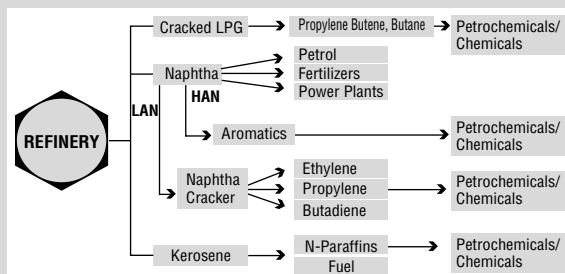 Cracked LPG
Propylene Butene, Butane
Petrochemicals/
Chemicals
Naphtha
Petrol
Fertilizers
Power Plants
LAN
HAN
REFINERY
Aromatics
Petrochemicals/
Chemicals
Naphtha
Cracker
Ethylene
Propylene
Butadiene
Petrochemicals/
Chemicals
Kerosene
N-Paraffins
Fuel
Petrochemicals/
Chemicals